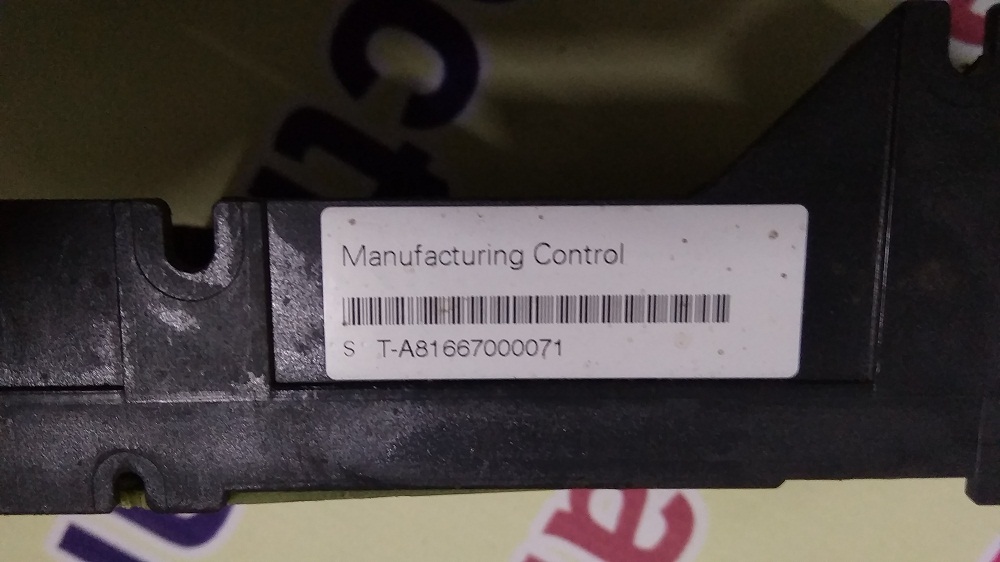 Manufacturing Control
S T-A81667000071